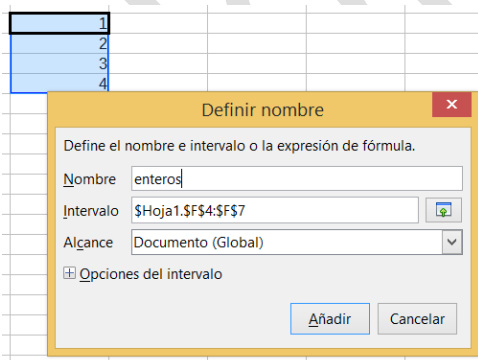 1
2
3
4
Definir nombre
Define el nombre e intervalo o la expresión de fórmula.
Nombre enteros
Intervalo $Hoja1.$F$4:$F$7
Alcance Documento (Global)
Opciones del intervalo
Añadir Cancelar